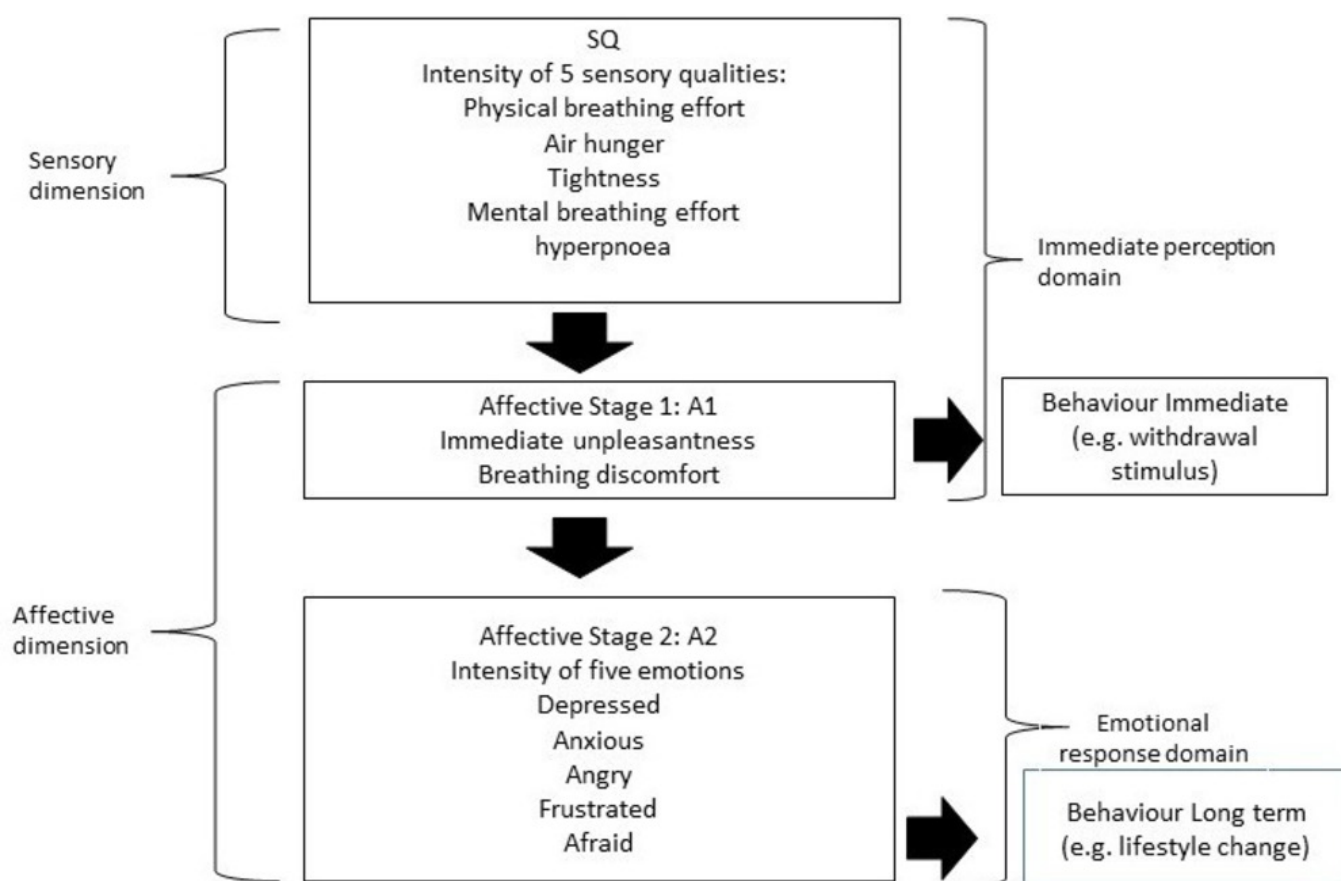 SQ
Intensity of 5 sensory qualities:
Physical breathing effort
Air hunger
Tightness
Mental breathing effort
hyperpnoea
Sensory
dimension
Immediate perception
domain
Affective Stage 1: A1
Immediate unpleasantness
Breathing discomfort
Behaviour Immediate
(e.g. withdrawal
stimulus)
Affective
dimension
Affective Stage 2: A2
Intensity of five emotions
Depressed
Anxious
Angry
Frustrated
Afraid
Emotional
response domain
Behaviour Long term
(e.g. lifestyle change)